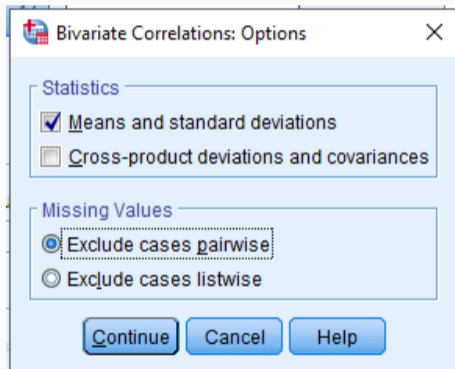 Bivariate Correlations: Options
Statistics
Means and standard deviations
Cross-product deviations and covariances
Missing Values
Exclude cases pairwise
Exclude cases listwise
Continue Cancel Help